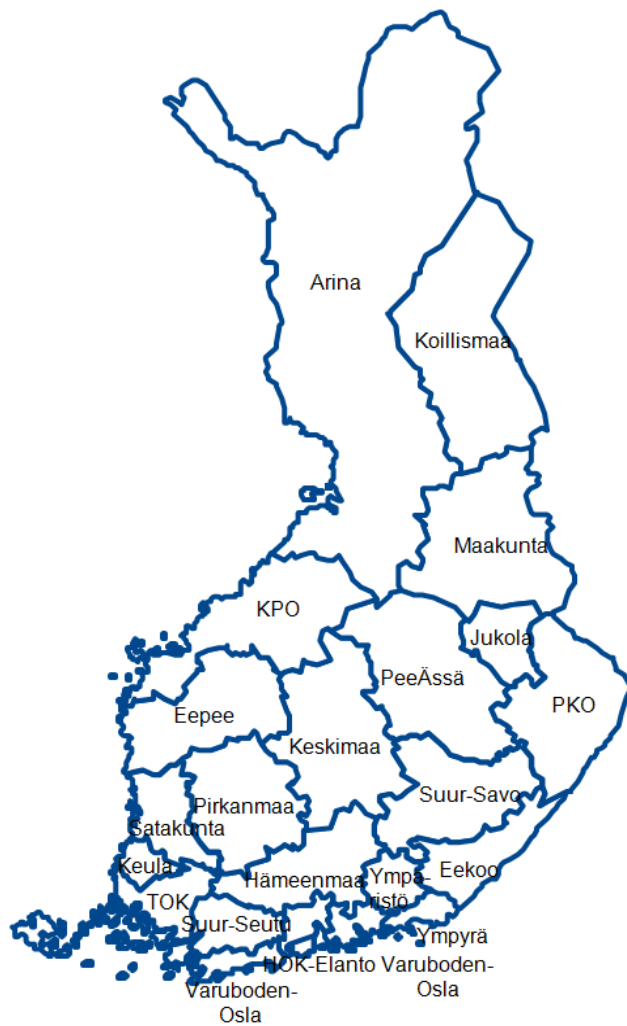 Arina
Koillismaa
Maakunta
KPO
Jukola
PeeÄssä
PKO
Eepee
Keskimaa
Suur-Savo
Pirkanmaa
Satakunta
Keula
Hämeenmaa
Ympä-
ristö
Eekoo
TOK
Suur-Seutu
Ympyrä
HOK-Elanto
Varuboden-
Osla
Varuboden-
Osla